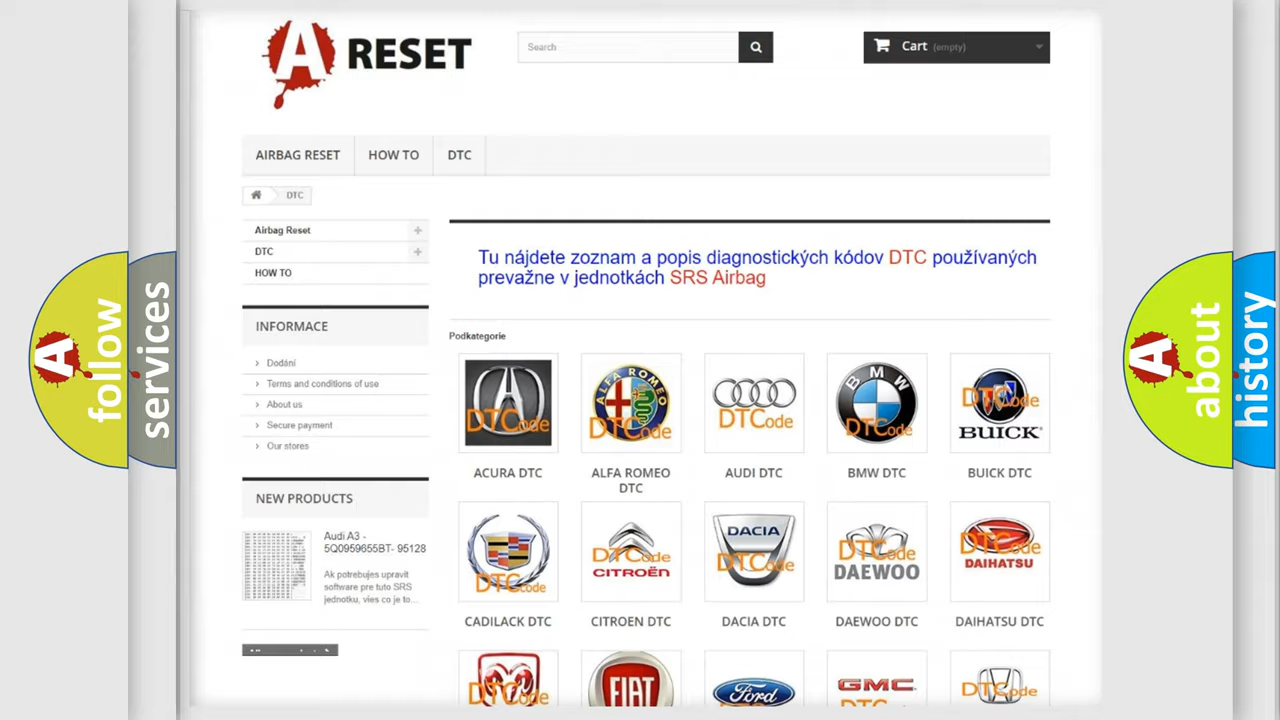 A RESET
Search
Cart (empty)
AIRBAG RESET
HOW TO
DTC
DTC
Airbag Reset
DTC
HOW TO
INFORMACE
Dodání
Terms and conditions of use
About us
Secure payment
Our stores
NEW PRODUCTS
Audi A3 -
5Q0959655BT- 95128
Ak potrebujes upravit
software pre tuto SRS
jednotku, vies co je to...
Tu nájdete zoznam a popis diagnostických kódov DTC používaných
prevažne v jednotkách SRS Airbag
Podkategorie
DTCode
ALFA ROMEO
DTCode
DTCode
BMW
DTCode
DTCode
BUICK
ACURA DTC
ALFA ROMEO
DTC
AUDI DTC
BMW DTC
BUICK DTC
DTCode
DTCode
CITROËN
DACIA
DTCode
DTCode
DAEWOO
DTCode
DAIHATSU
CADILACK DTC
CITROEN DTC
DACIA DTC
DAEWOO DTC
DAIHATSU DTC
DTCode
FIAT
Ford
GMC
DTCode
A follow
services
A about
history